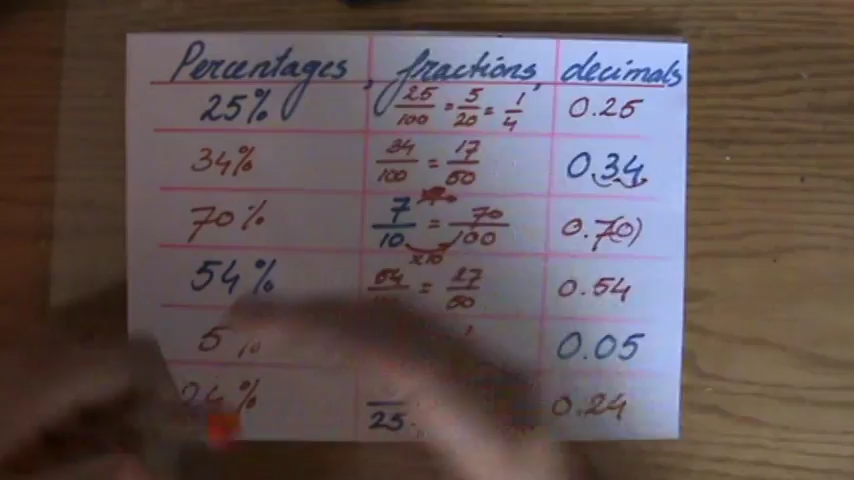 Percentages, fractions, decimals
25% 25/100 = 5/20 = 1/4 0.25
34% 34/100 = 17/50 0.34
70% 7/10 = 70/100 0.7(0)
x10
54% 54 = 27/50 0.54
5% 0.05
24% 25 0.24